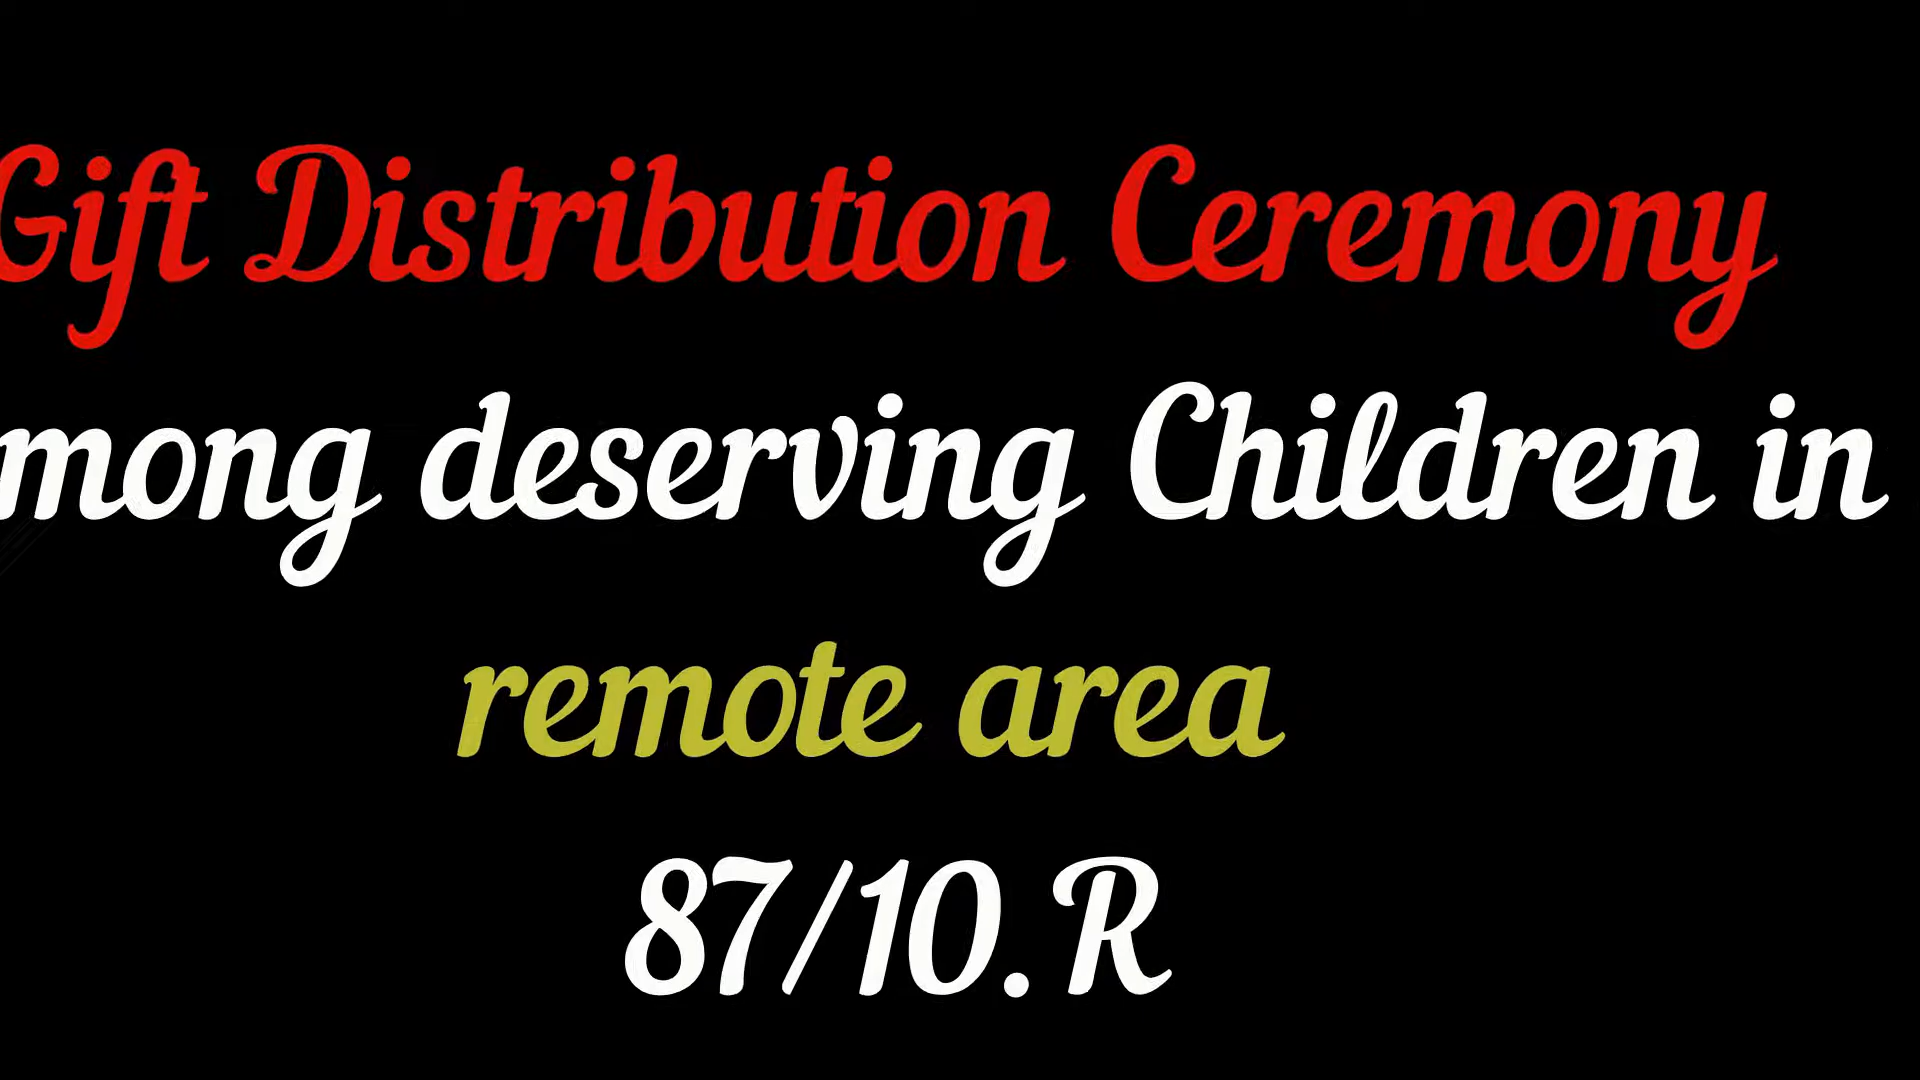 Gift Distribution Ceremony
mong deserving Children in
remote area
87/10.R